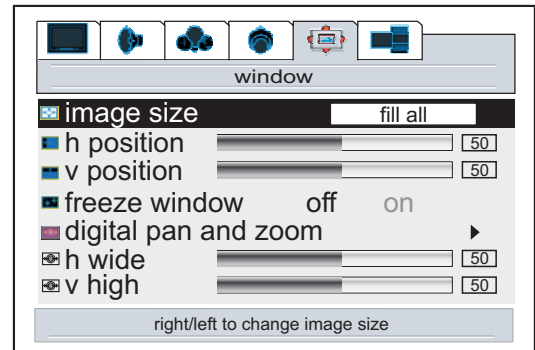 window
image size fill all
h position 50
v position 50
freeze window off on
digital pan and zoom
h wide 50
v high 50
right/left to change image size